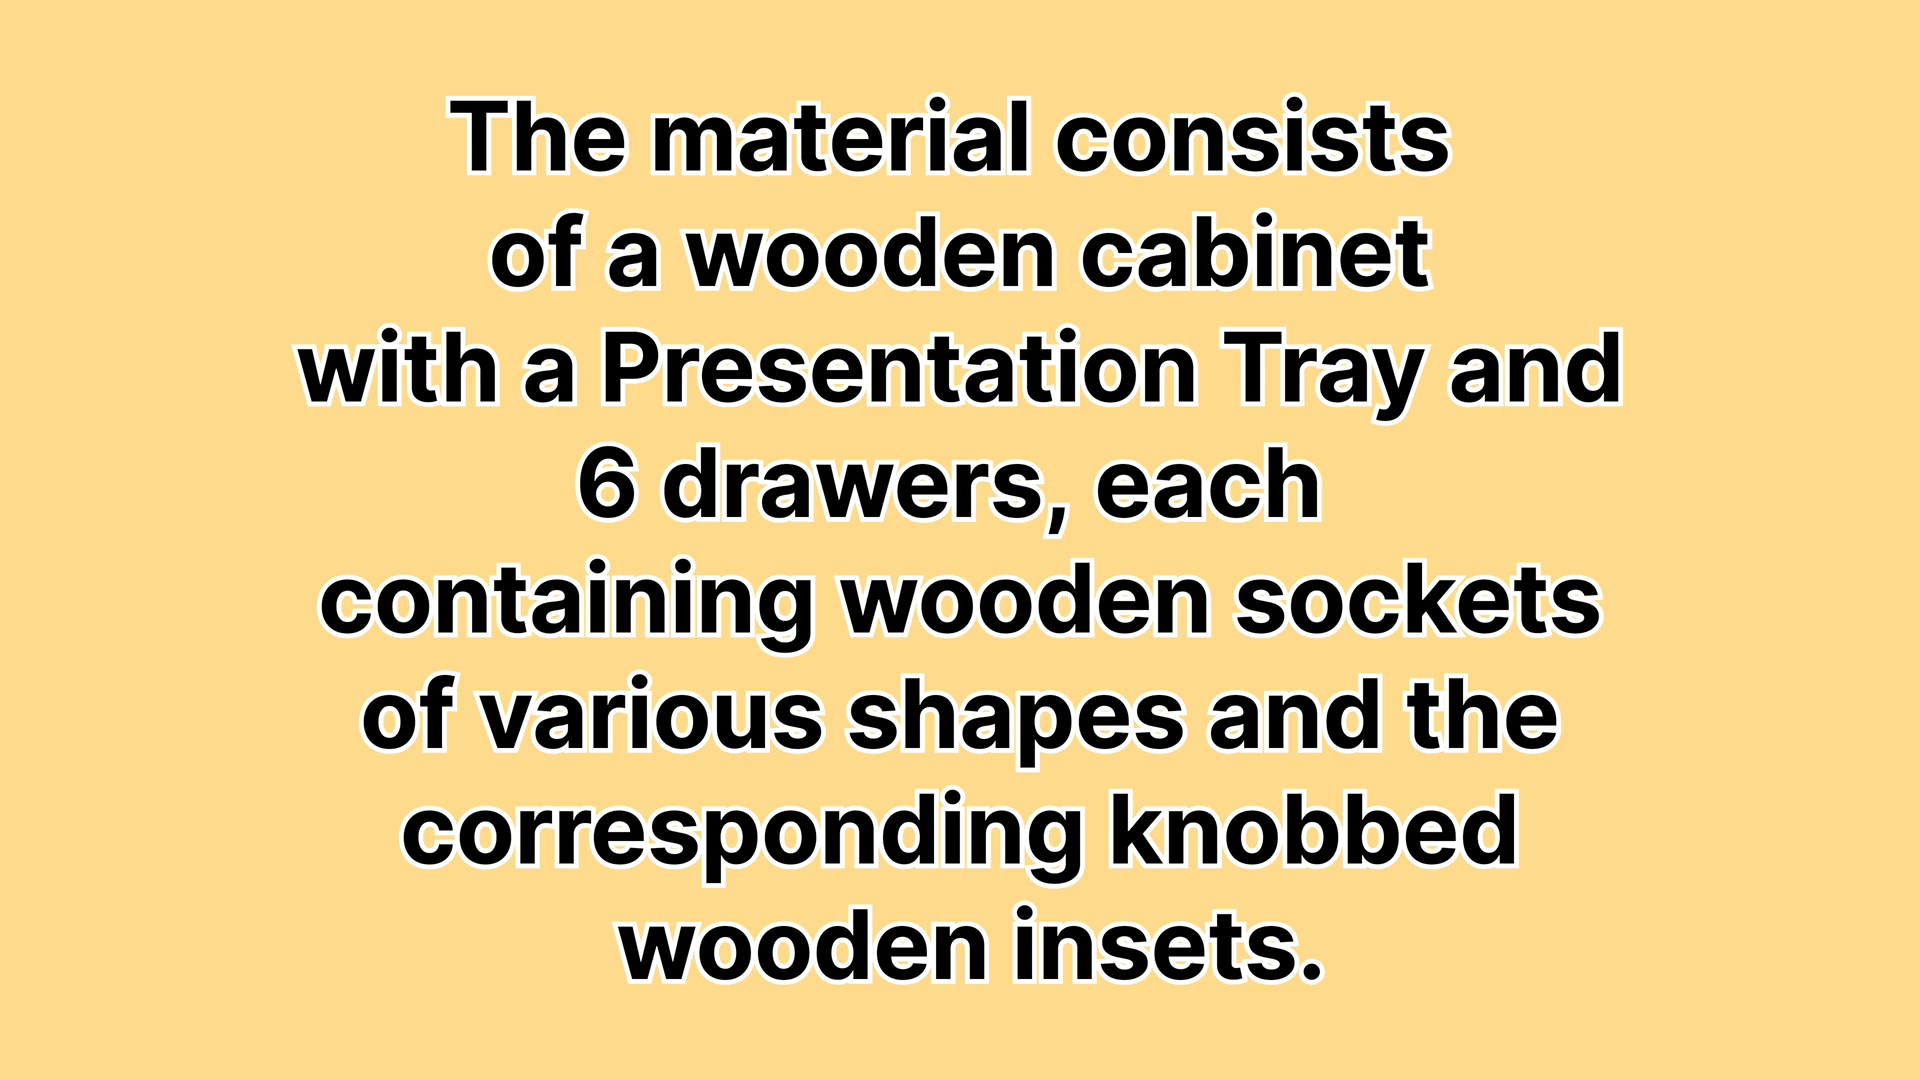 The material consists
of a wooden cabinet
with a Presentation Tray and
6 drawers, each
containing wooden sockets
of various shapes and the
corresponding knobbed
wooden insets.